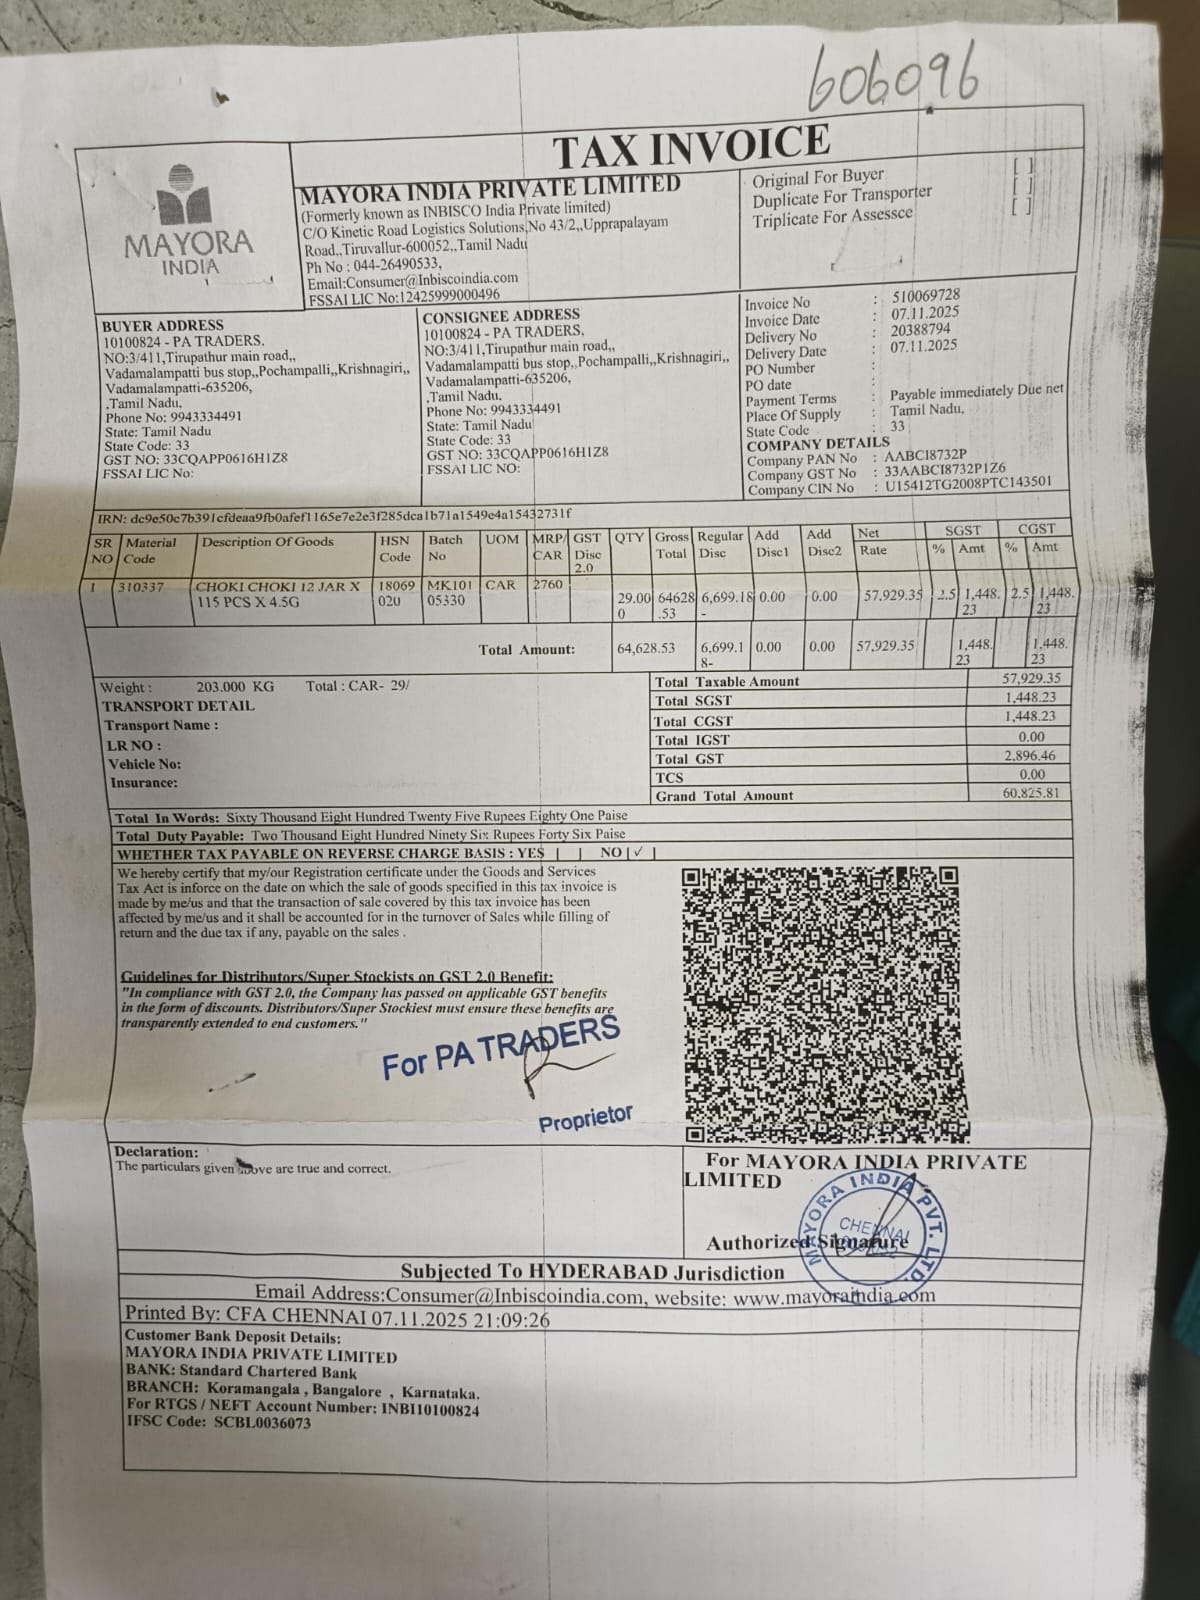 606096
TAX INVOICE
MAYORA
INDIA
MAYORA INDIA PRIVATE LIMITED
(Formerly known as INBISCO India Private limited)
C/O Kinetic Road Logistics Solutions,No 43/2,,Upprapalayam
Road,,Tiruvallur-600052,,Tamil Nadu
Ph No : 044-26490533,
Email:Consumer@Inbiscoindia.com
FSSAI LIC No:12425999000496
Original For Buyer [ ]
Duplicate For Transporter [ ]
Triplicate For Assessee [ ]
BUYER ADDRESS
10100824 - PA TRADERS,
NO:3/411,Tirupathur main road,,
Vadamalampatti bus stop,,Pochampalli,,Krishnagiri,,
Vadamalampatti-635206,
,Tamil Nadu,
Phone No: 9943334491
State: Tamil Nadu
State Code: 33
GST NO: 33CQAPP0616H1Z8
FSSAI LIC No:
CONSIGNEE ADDRESS
10100824 - PA TRADERS,
NO:3/411,Tirupathur main road,,
Vadamalampatti bus stop,,Pochampalli,,Krishnagiri,,
Vadamalampatti-635206,
,Tamil Nadu,
Phone No: 9943334491
State: Tamil Nadu
State Code: 33
GST NO: 33CQAPP0616H1Z8
FSSAI LIC NO:
Invoice No : 510069728
Invoice Date : 07.11.2025
Delivery No : 20388794
Delivery Date : 07.11.2025
PO Number :
PO date :
Payment Terms : Payable immediately Due net
Place Of Supply : Tamil Nadu,
State Code : 33
COMPANY DETAILS
Company PAN No : AABCI8732P
Company GST No : 33AABCI8732P1Z6
Company CIN No : U15412TG2008PTC143501
IRN: dc9e50c7b391cfdeaa9fb0afef1165e7e2e3f285dca1b71a1549e4a15432731f
SR Material Description Of Goods HSN Batch UOM MRP/ GST QTY Gross Regular Add Add Net SGST CGST
NO Code Code No CAR Disc Total Disc Disc1 Disc2 Rate % Amt % Amt
2.0
1 310337 CHOKI CHOKI 12 JAR X 18069 MK101 CAR 2760
115 PCS X 4.5G 020 05330 29.00 64628 6,699.18 0.00 0.00 57,929.35 2.5 1,448. 2.5 1,448.
0 .53 - 23 23
Total Amount: 64,628.53 6,699.1 0.00 0.00 57,929.35 1,448. 1,448.
8- 23 23
Weight : 203.000 KG Total : CAR- 29/
TRANSPORT DETAIL
Transport Name :
LR NO :
Vehicle No:
Insurance:
Total Taxable Amount 57,929.35
Total SGST 1,448.23
Total CGST 1,448.23
Total IGST 0.00
Total GST 2,896.46
TCS 0.00
Grand Total Amount 60,825.81
Total In Words: Sixty Thousand Eight Hundred Twenty Five Rupees Eighty One Paise
Total Duty Payable: Two Thousand Eight Hundred Ninety Six Rupees Forty Six Paise
WHETHER TAX PAYABLE ON REVERSE CHARGE BASIS : YES [ ] NO [✓]
We hereby certify that my/our Registration certificate under the Goods and Services
Tax Act is inforce on the date on which the sale of goods specified in this tax invoice is
made by me/us and that the transaction of sale covered by this tax invoice has been
affected by me/us and it shall be accounted for in the turnover of Sales while filling of
return and the due tax if any, payable on the sales .
Guidelines for Distributors/Super Stockists on GST 2.0 Benefit:
"In compliance with GST 2.0, the Company has passed on applicable GST benefits
in the form of discounts. Distributors/Super Stockiest must ensure these benefits are
transparently extended to end customers."
For PA TRADERS
Proprietor
Declaration:
The particulars given above are true and correct.
For MAYORA INDIA PRIVATE
LIMITED
MAYORA INDIA PVT. LTD.
CHENNAI
Authorized Signature
Subjected To HYDERABAD Jurisdiction
Email Address:Consumer@Inbiscoindia.com, website: www.mayoraindia.com
Printed By: CFA CHENNAI 07.11.2025 21:09:26
Customer Bank Deposit Details:
MAYORA INDIA PRIVATE LIMITED
BANK: Standard Chartered Bank
BRANCH: Koramangala , Bangalore , Karnataka.
For RTGS / NEFT Account Number: INBI10100824
IFSC Code: SCBL0036073